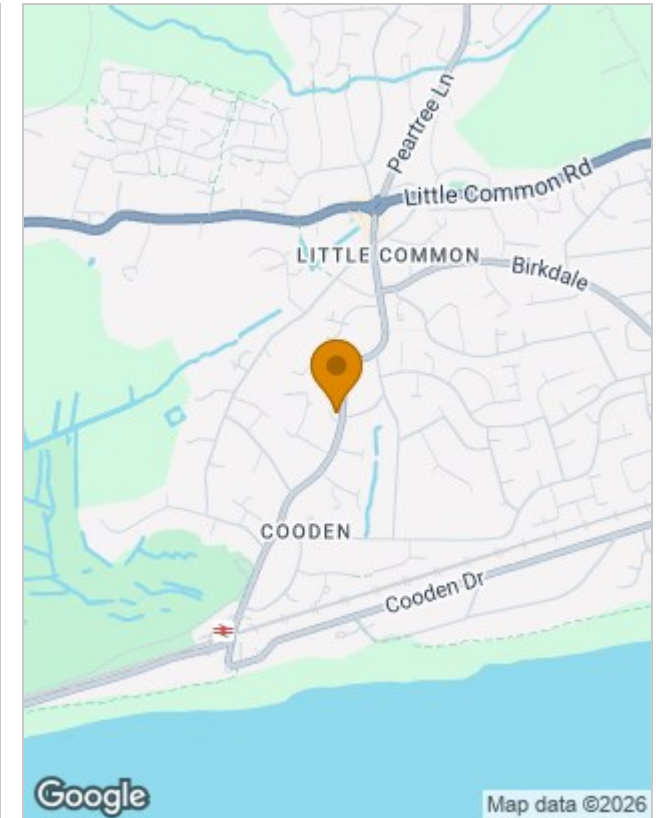 Peartree Ln
Little Common Rd
LITTLE COMMON
Birkdale
COODEN
Cooden Dr
Google
Map data ©2026